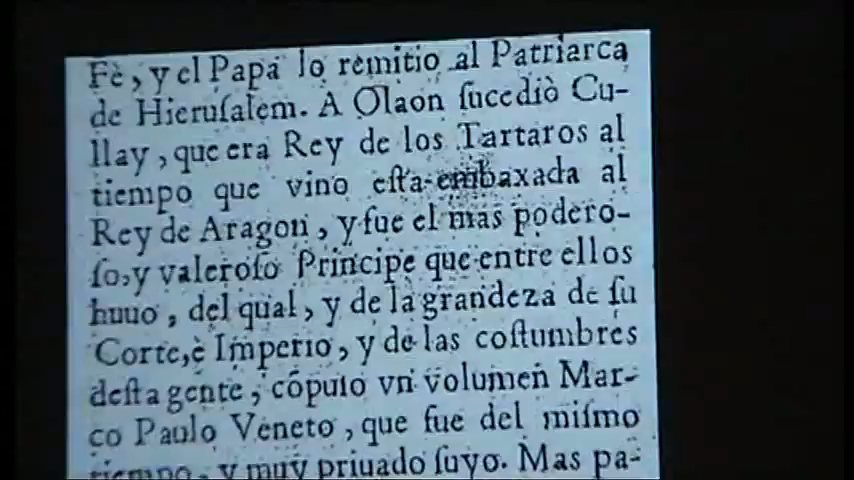 Fè, y el Papa lo remitio al Patriarca
de Hieruſalem. A Olaon ſucediò Cu-
llay, que era Rey de los Tartaros al
tiempo que vino eſta embaxada al
Rey de Aragon, y fue el mas podero-
ſo, y valeroſo Principe que entre ellos
huuo, del qual, y de la grandeza de ſu
Corte, è Imperio, y de las coſtumbres
deſta gente, cõpuſo vn volumen Mar-
co Paulo Veneto, que fue del miſmo
tiempo, y muy priuado ſuyo. Mas pa-